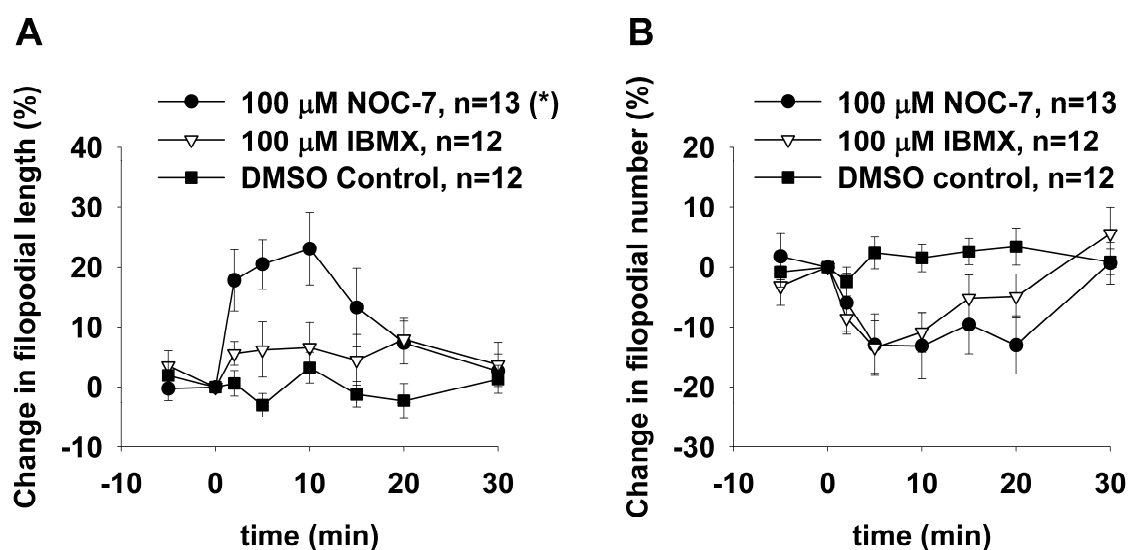 A
100 μM NOC-7, n=13 (*)
100 μM IBMX, n=12
DMSO Control, n=12
Change in filopodial length (%)
40
30
20
10
0
-10
-10 0 10 20 30
time (min)
B
100 μM NOC-7, n=13
100 μM IBMX, n=12
DMSO control, n=12
Change in filopodial number (%)
20
10
0
-10
-20
-30
-10 0 10 20 30
time (min)